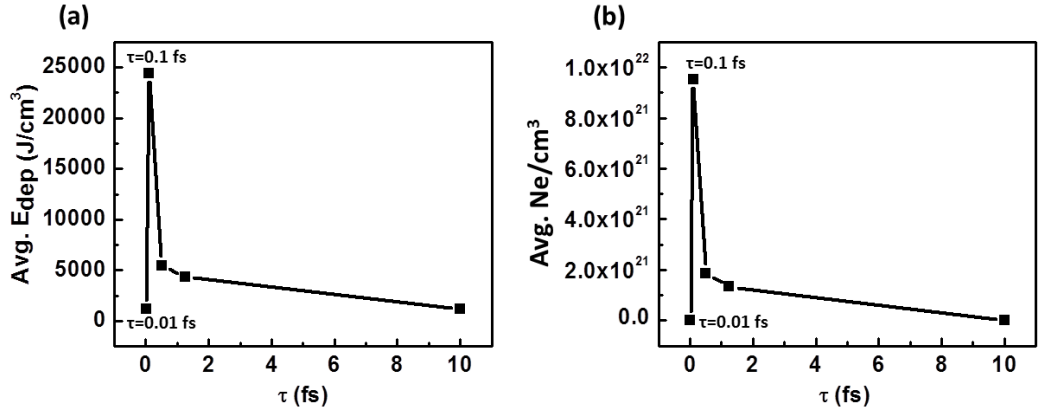 (a)
Avg. Edep (J/cm³)
25000
20000
15000
10000
5000
0
τ=0.1 fs
τ=0.01 fs
0 2 4 6 8 10
τ (fs)
(b)
Avg. Ne/cm³
1.0x10²²
8.0x10²¹
6.0x10²¹
4.0x10²¹
2.0x10²¹
0.0
τ=0.1 fs
τ=0.01 fs
0 2 4 6 8 10
τ (fs)